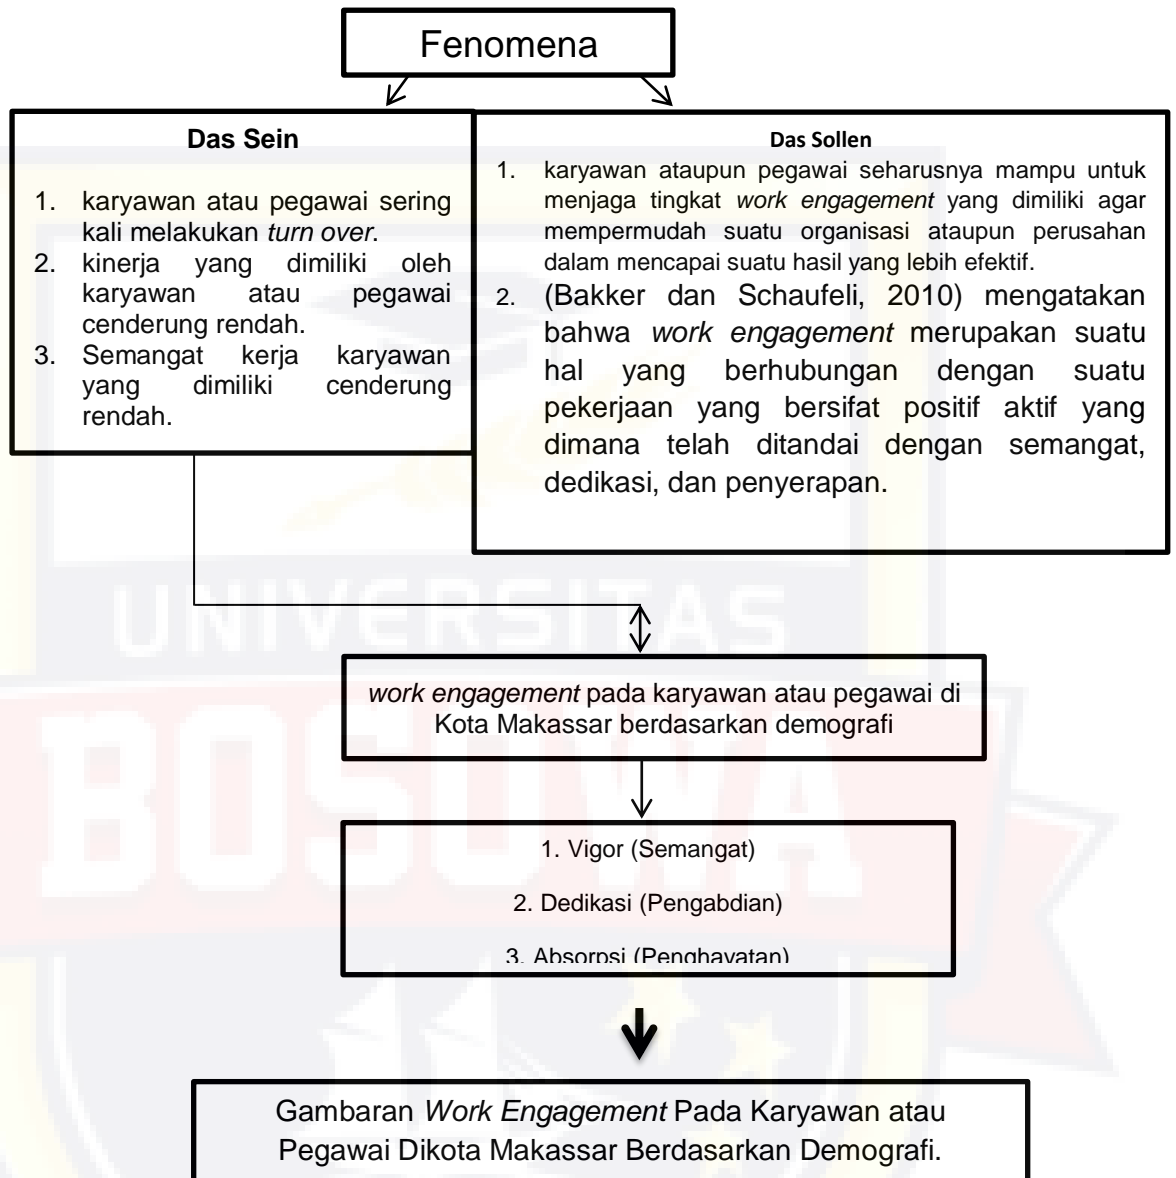 Fenomena
Das Sein
1. karyawan atau pegawai sering
kali melakukan turn over.
2. kinerja yang dimiliki oleh
karyawan atau pegawai
cenderung rendah.
3. Semangat kerja karyawan
yang dimiliki cenderung
rendah.
Das Sollen
1. karyawan ataupun pegawai seharusnya mampu untuk
menjaga tingkat work engagement yang dimiliki agar
mempermudah suatu organisasi ataupun perusahan
dalam mencapai suatu hasil yang lebih efektif.
2. (Bakker dan Schaufeli, 2010) mengatakan
bahwa work engagement merupakan suatu
hal yang berhubungan dengan suatu
pekerjaan yang bersifat positif aktif yang
dimana telah ditandai dengan semangat,
dedikasi, dan penyerapan.
UNIVERSITAS
work engagement pada karyawan atau pegawai di
Kota Makassar berdasarkan demografi
BOSOWA
1. Vigor (Semangat)
2. Dedikasi (Pengabdian)
3. Absorpsi (Penghayatan)
Gambaran Work Engagement Pada Karyawan atau
Pegawai Dikota Makassar Berdasarkan Demografi.